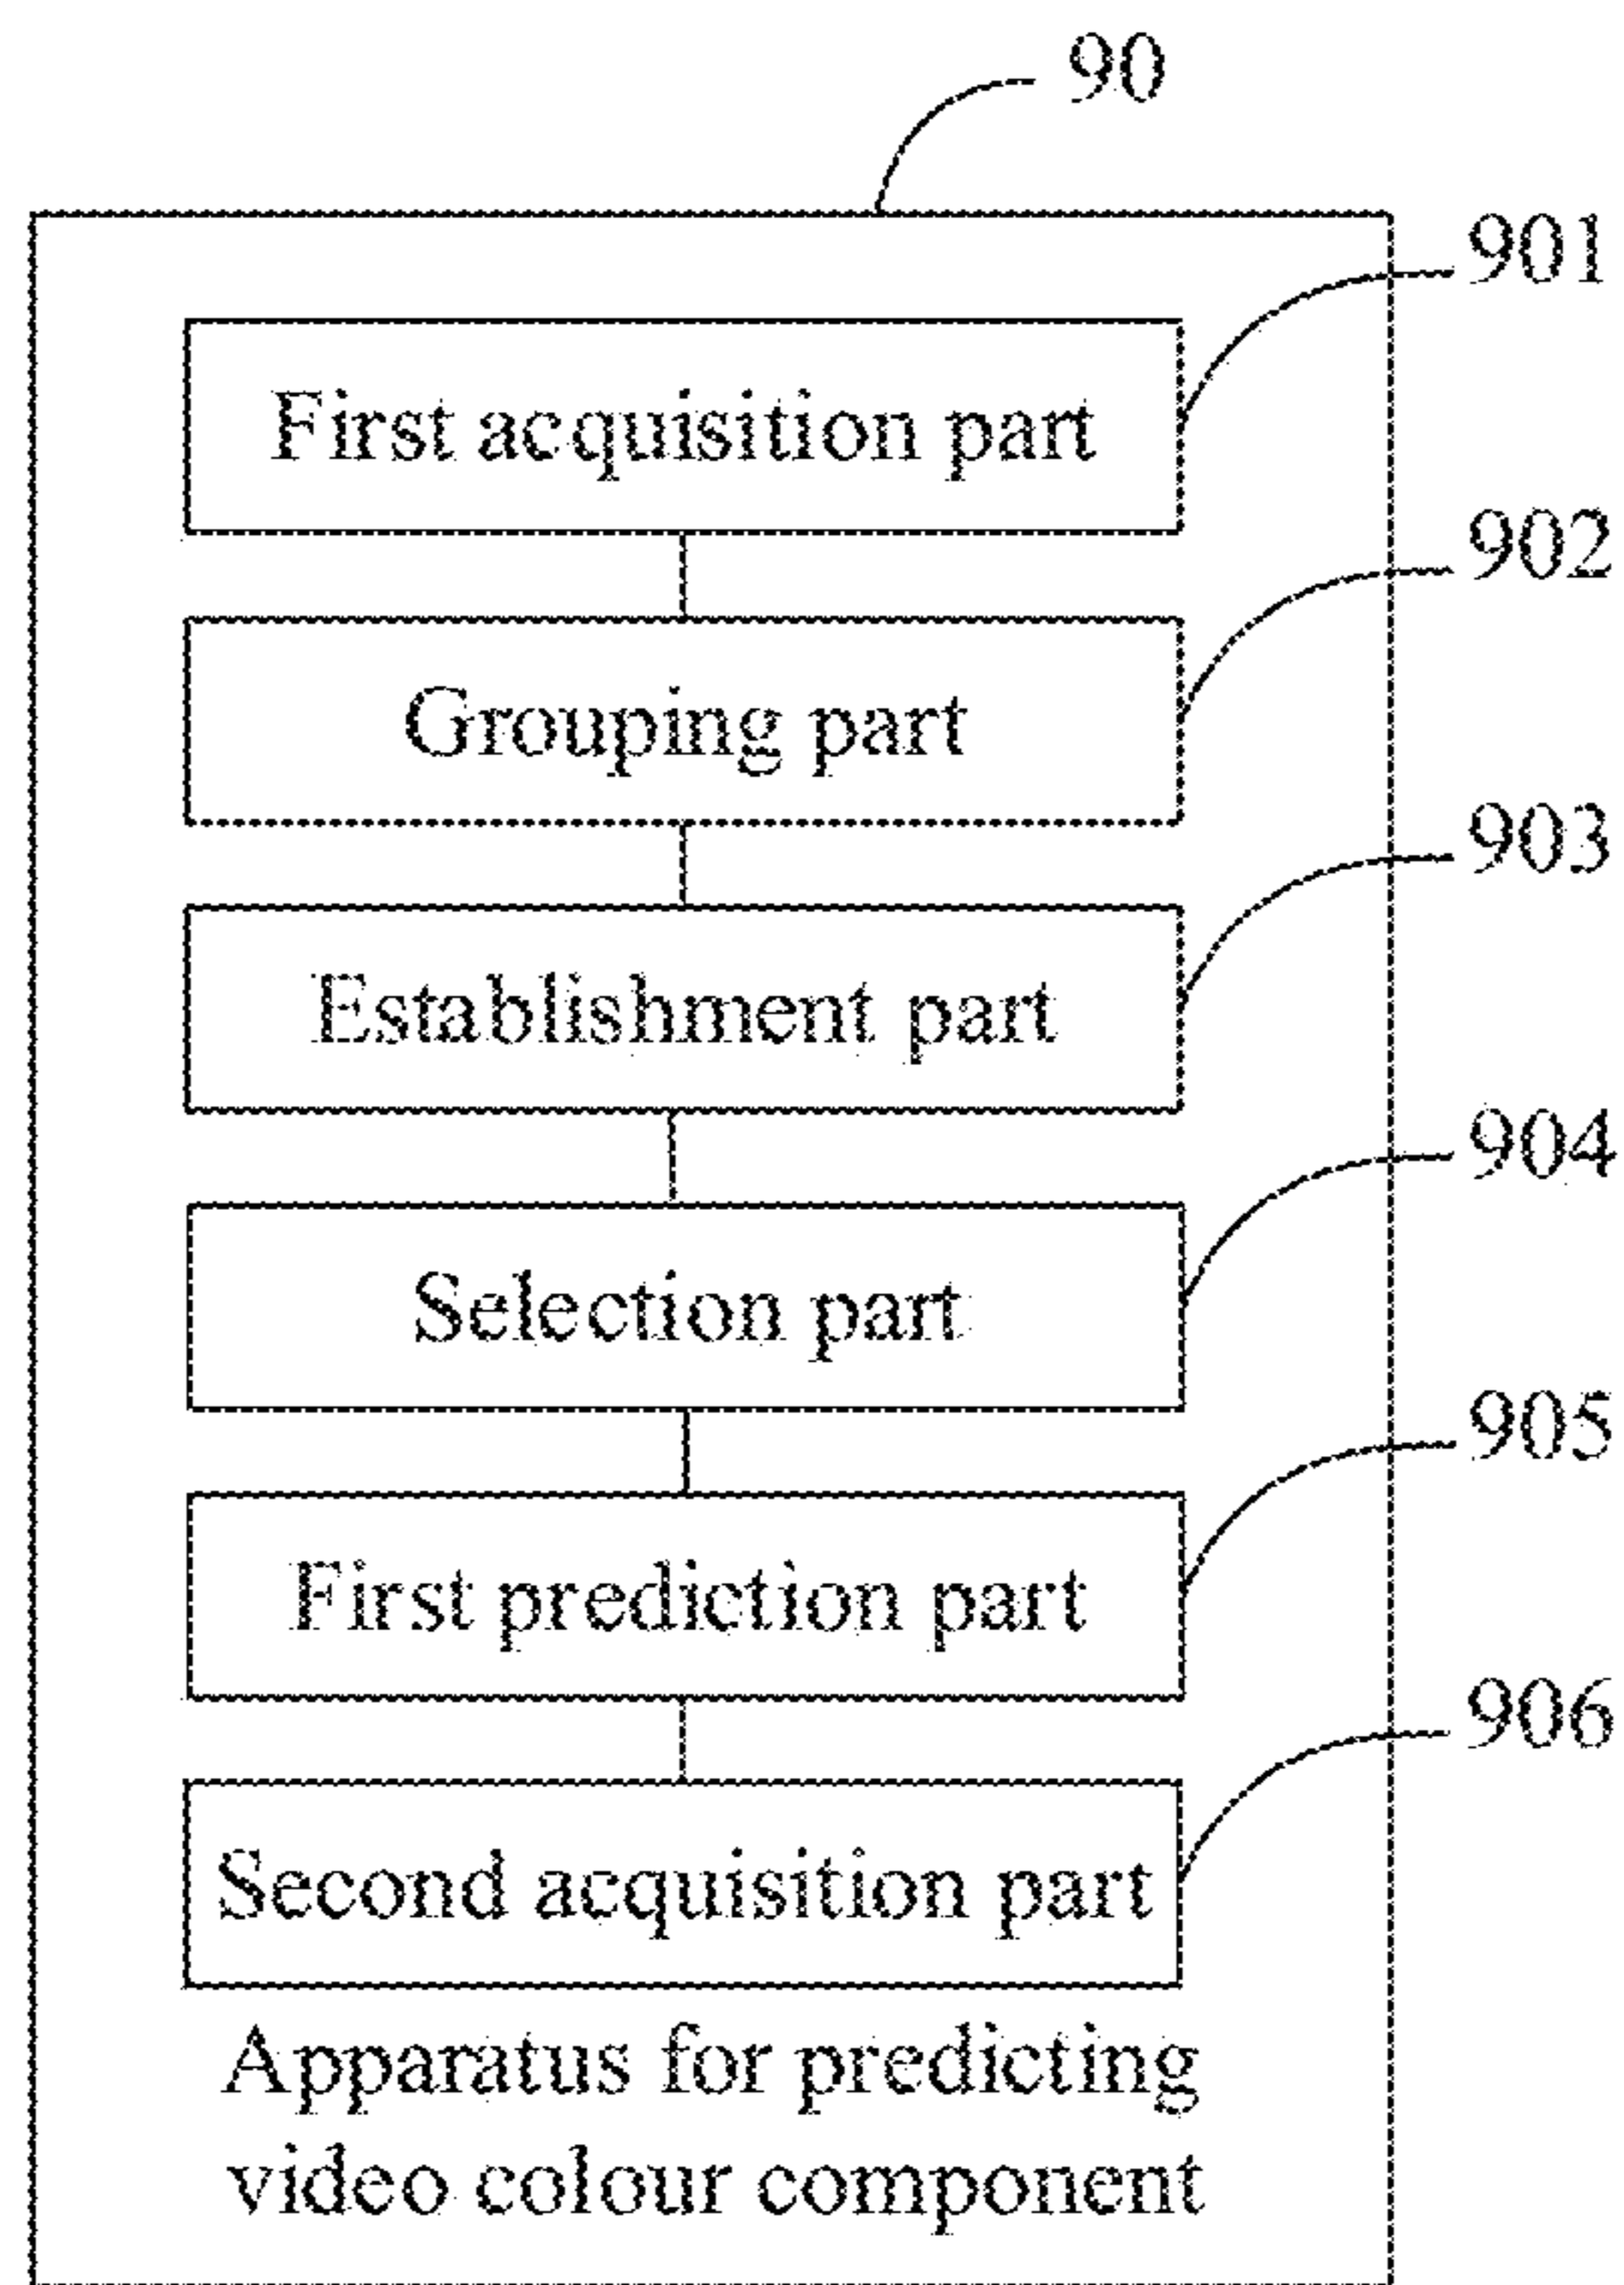 90
901
First acquisition part
902
Grouping part
903
Establishment part
904
Selection part
905
First prediction part
906
Second acquisition part
Apparatus for predicting
video colour component